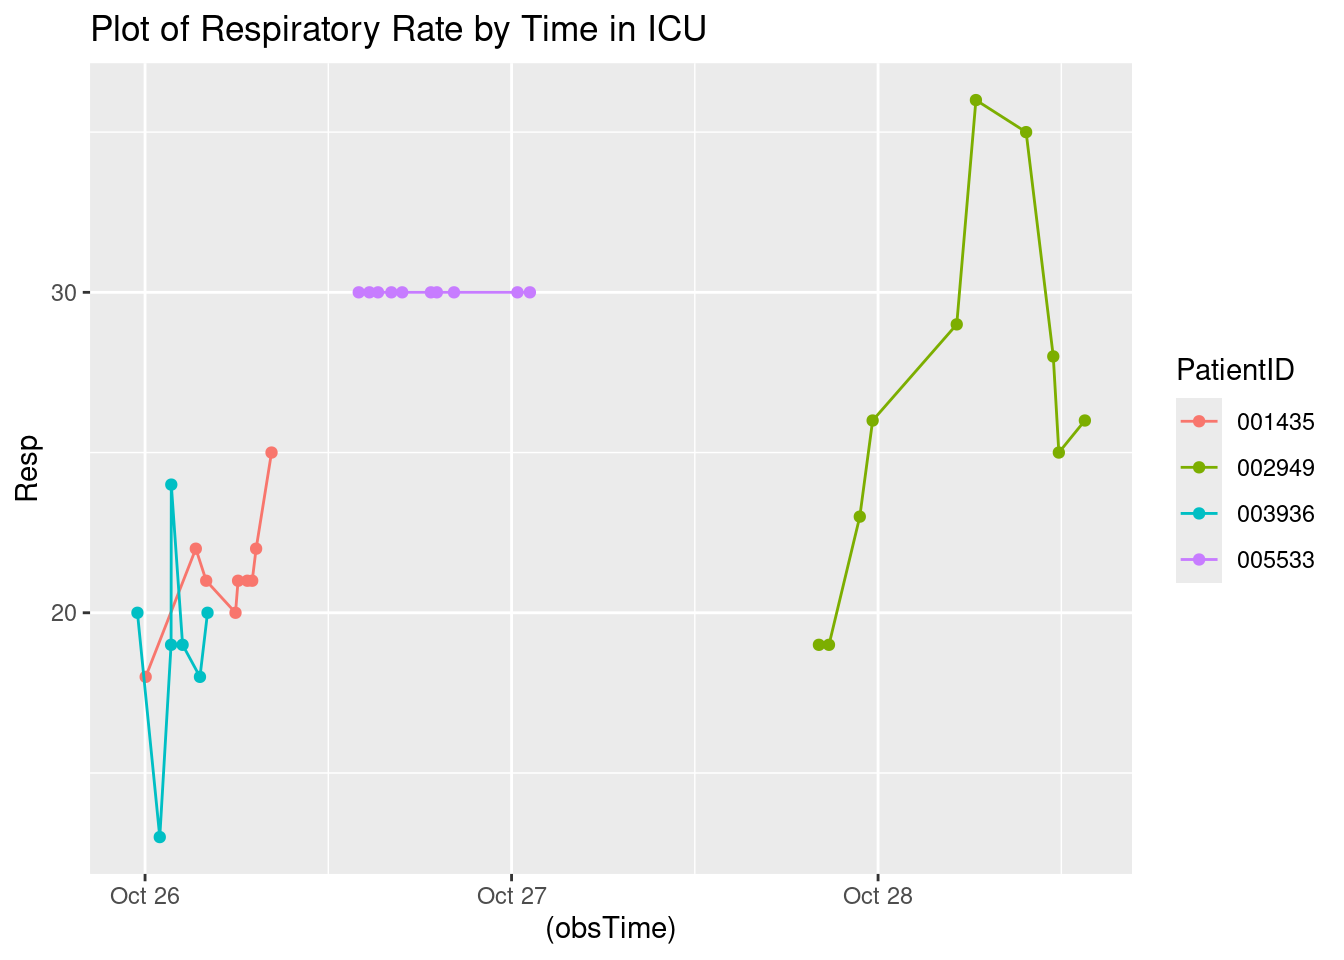 Plot of Respiratory Rate by Time in ICU
Resp
30
20
Oct 26
Oct 27
Oct 28
(obsTime)
PatientID
001435
002949
003936
005533